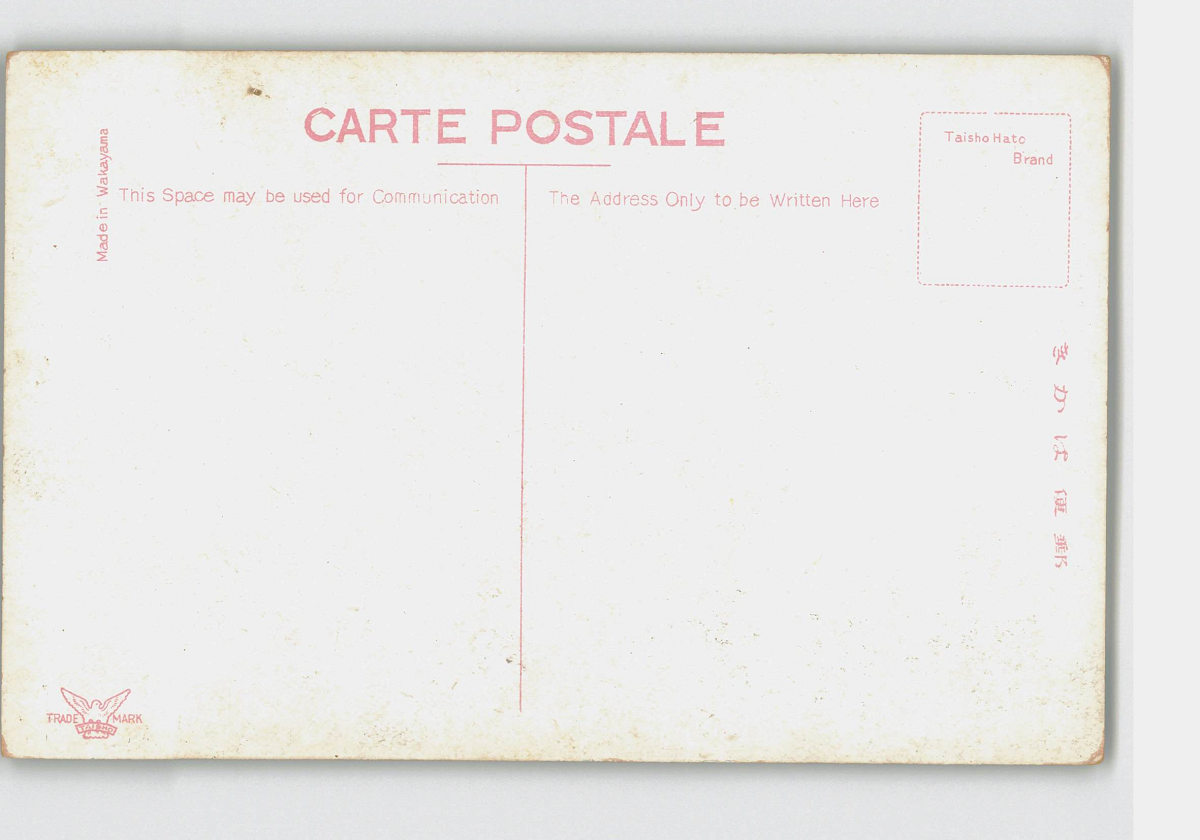 CARTE POSTALE
Made in Wakayama
This Space may be used for Communication
The Address Only to be Written Here
Taisho Hato
Brand
きかは便郵
TRADE MARK
TAISHO